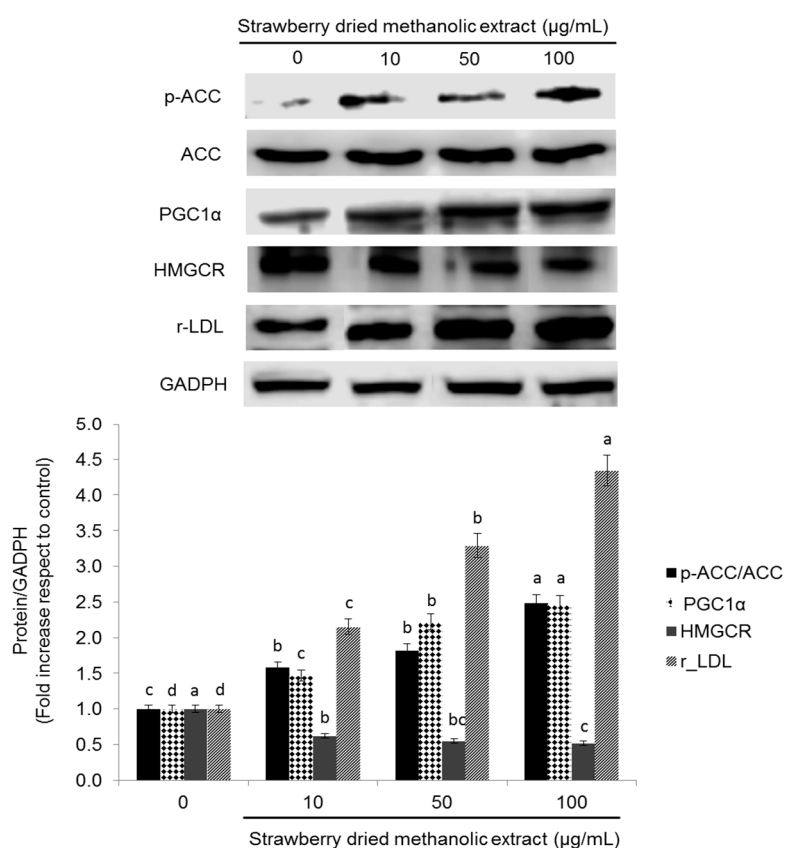 Strawberry dried methanolic extract (µg/mL)
0 10 50 100
p-ACC
ACC
PGC1α
HMGCR
r-LDL
GADPH
Protein/GADPH
(Fold increase respect to control)
5.0
4.5
4.0
3.5
3.0
2.5
2.0
1.5
1.0
0.5
0.0
c d a d
b c b c
b b bc b
a a c a
0 10 50 100
Strawberry dried methanolic extract (µg/mL)
p-ACC/ACC
PGC1α
HMGCR
r_LDL